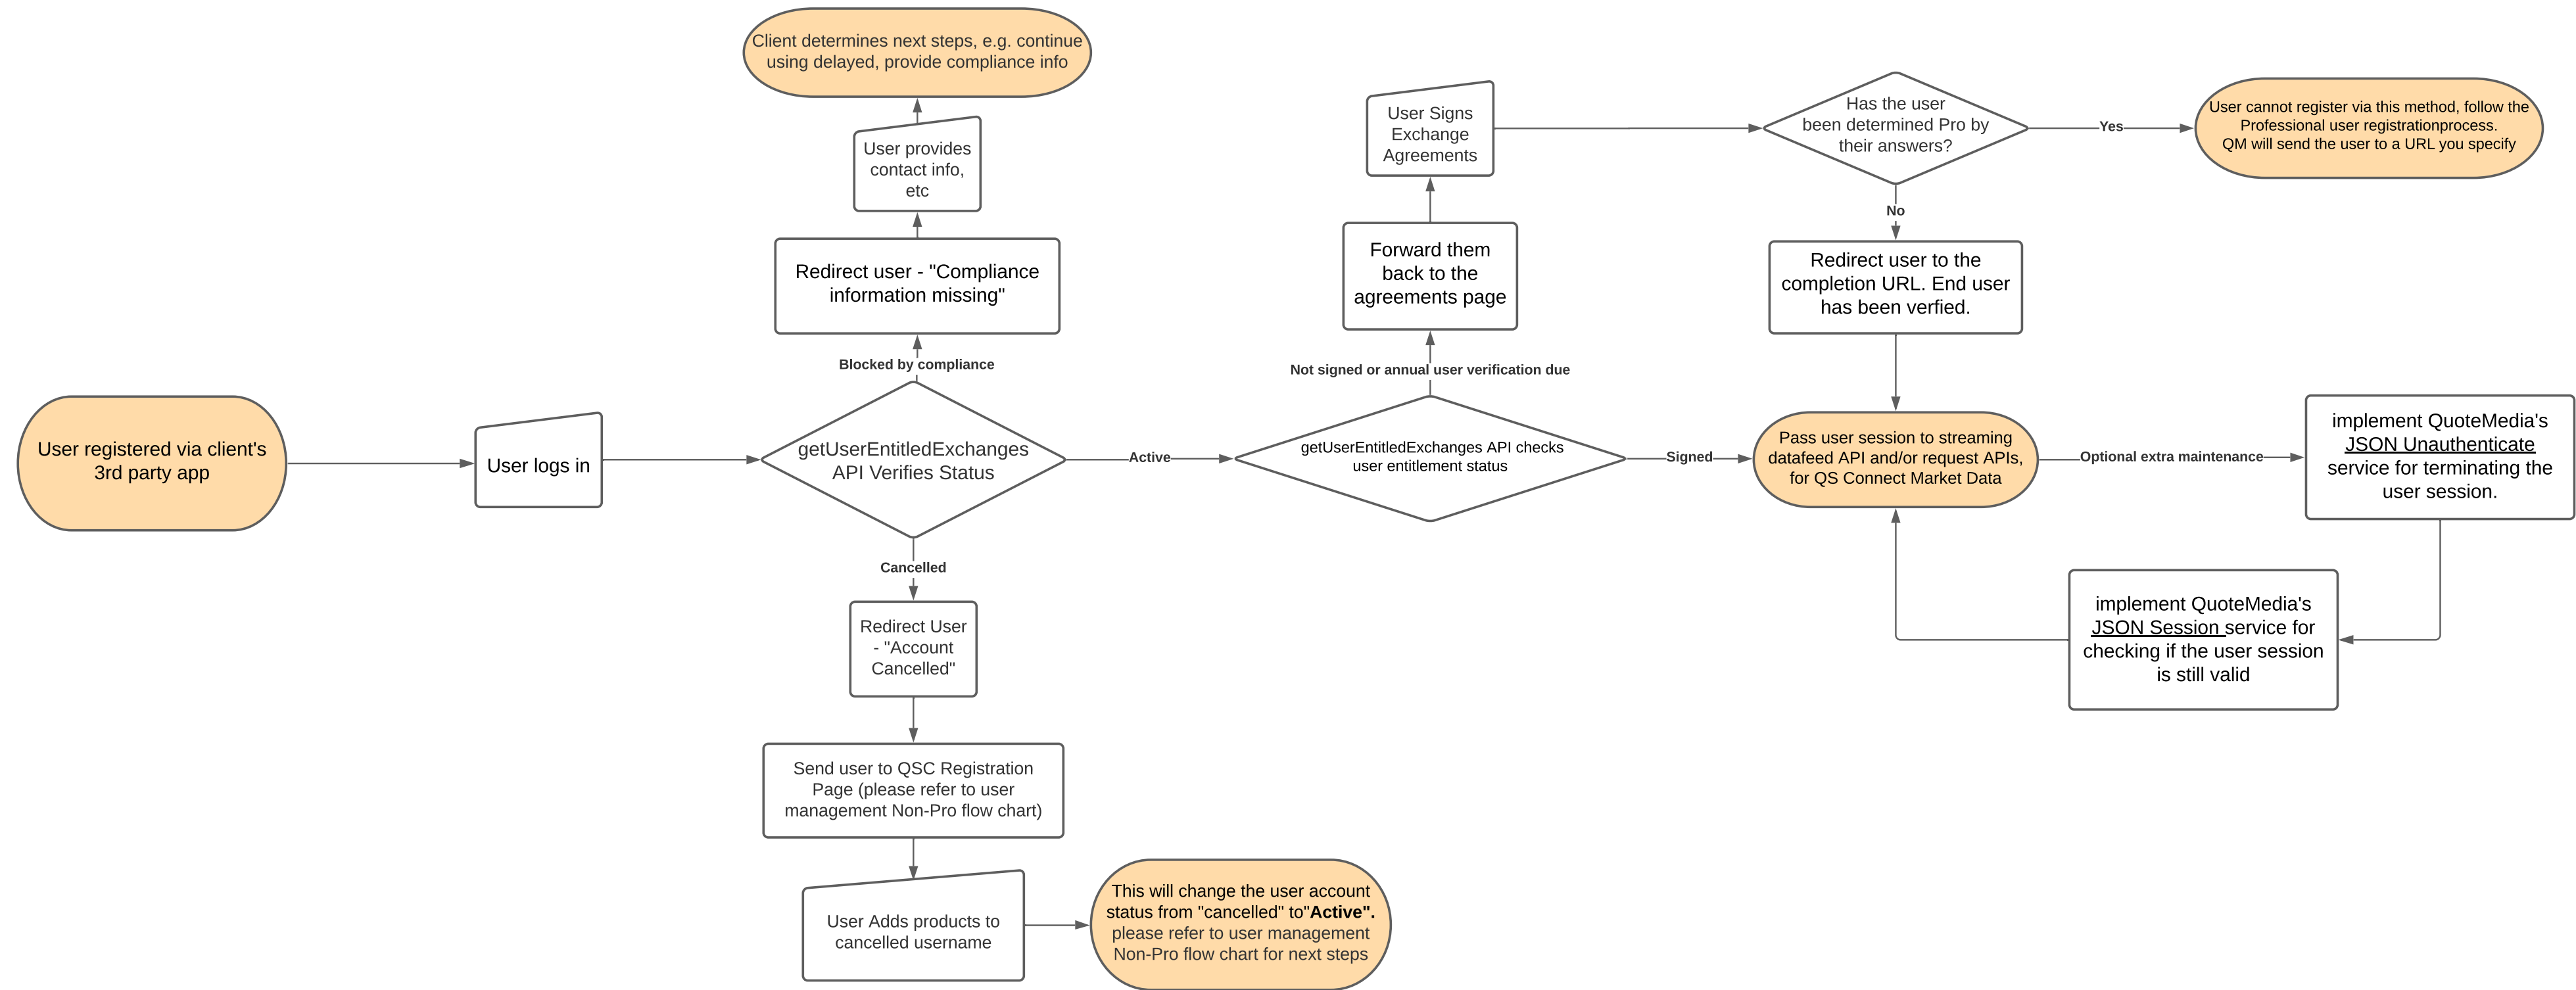 Client determines next steps, e.g. continue
using delayed, provide compliance info
User provides
contact info,
etc
Redirect user - "Compliance
information missing"
Blocked by compliance
User registered via client's
3rd party app
User logs in
getUserEntitledExchanges
API Verifies Status
Cancelled
Redirect User
- "Account
Cancelled"
Send user to QSC Registration
Page (please refer to user
management Non-Pro flow chart)
User Adds products to
cancelled username
This will change the user account
status from "cancelled" to"Active".
please refer to user management
Non-Pro flow chart for next steps
Active
getUserEntitledExchanges API checks
user entitlement status
Not signed or annual user verification due
Forward them
back to the
agreements page
User Signs
Exchange
Agreements
Has the user
been determined Pro by
their answers?
Yes
User cannot register via this method, follow the
Professional user registrationprocess.
QM will send the user to a URL you specify
No
Redirect user to the
completion URL. End user
has been verfied.
Signed
Pass user session to streaming
datafeed API and/or request APIs,
for QS Connect Market Data
Optional extra maintenance
implement QuoteMedia's
JSON Unauthenticate
service for terminating the
user session.
implement QuoteMedia's
JSON Session service for
checking if the user session
is still valid